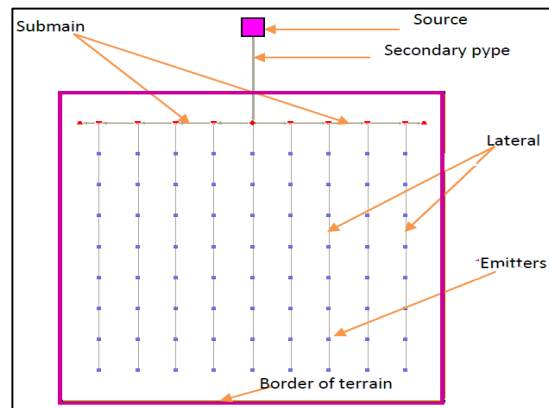 Source
Submain
Secondary pype
Lateral
Emitters
Border of terrain